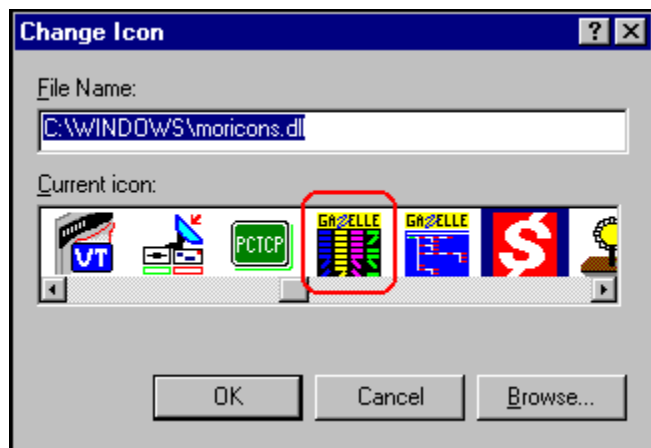 Change Icon
File Name:
C:\WINDOWS\moricons.dll
Current icon:
VT
PCTCP
GAZELLE
GAZELLE
$
OK
Cancel
Browse...